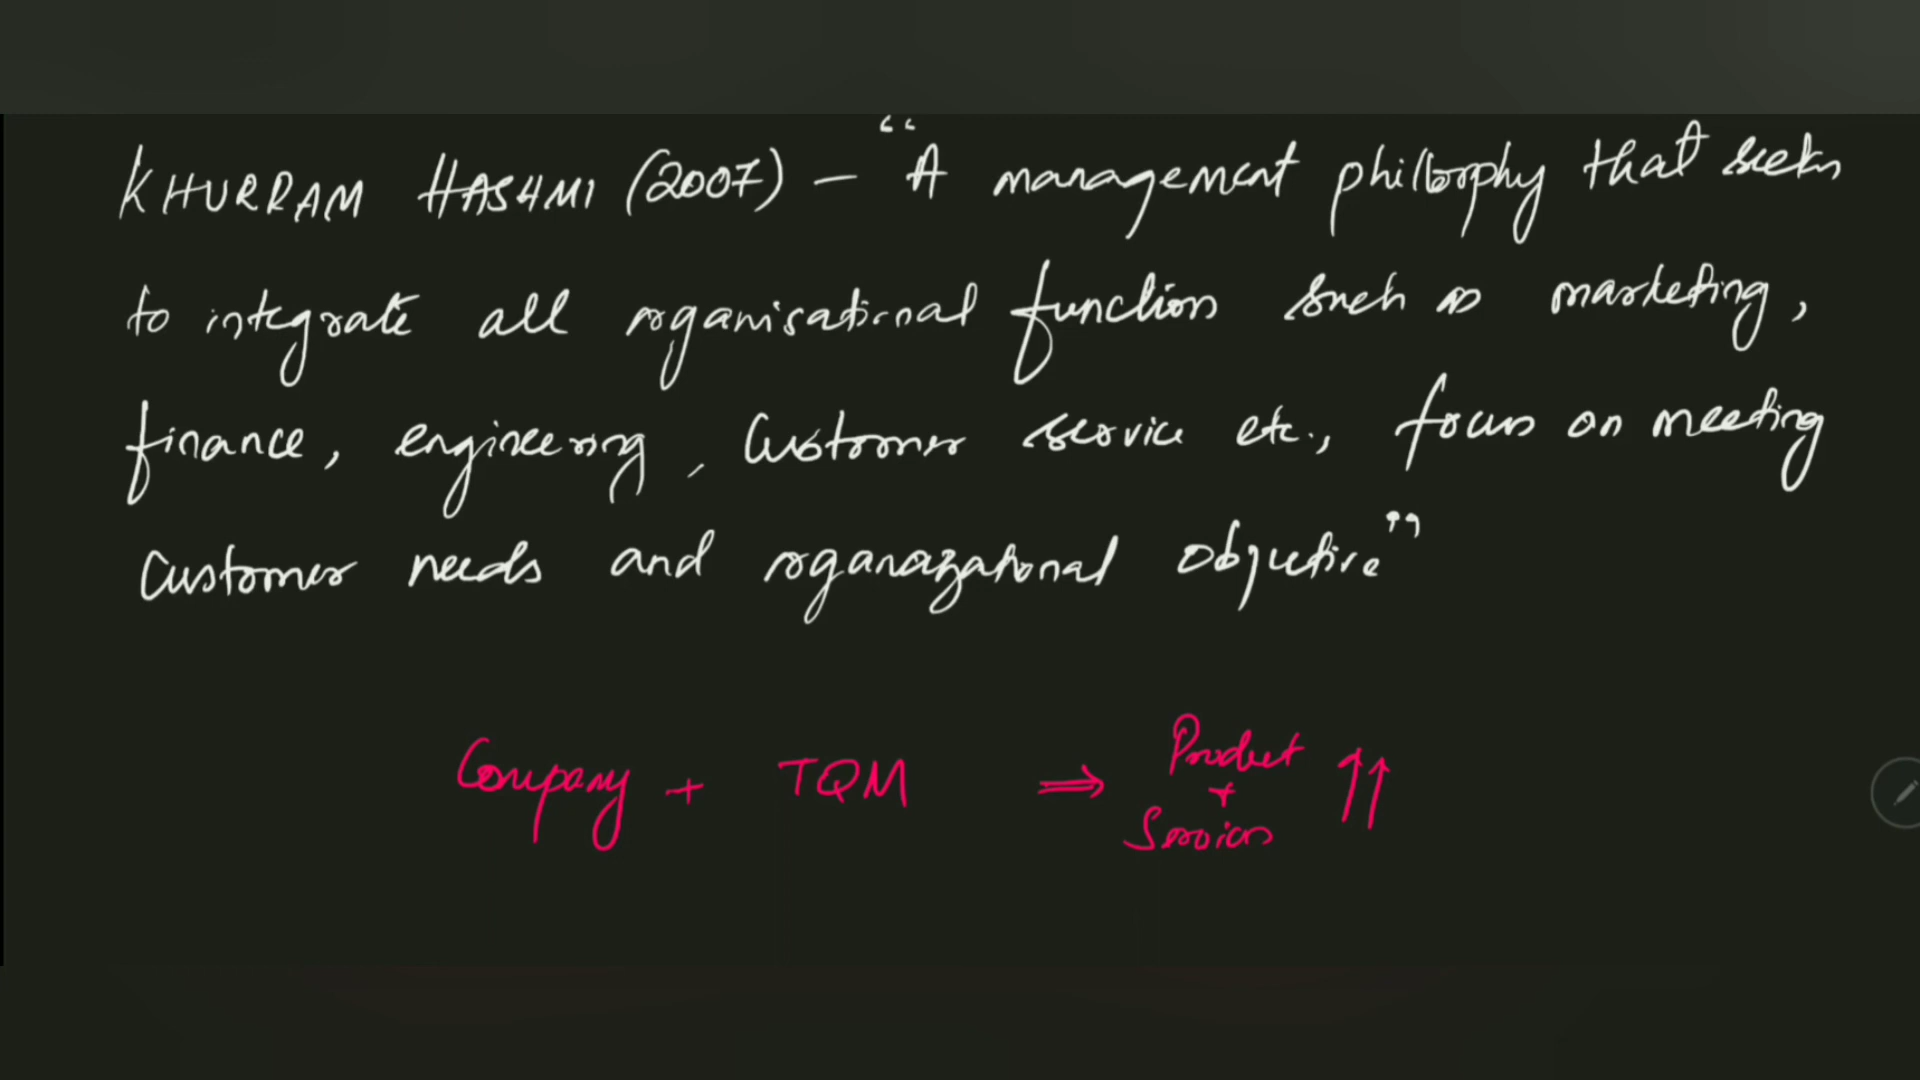 KHURRAM HASHMI (2007) – "A management philosophy that seeks
to integrate all organisational functions such as marketing,
finance, engineering, customer service etc., focus on meeting
customer needs and organazational objective"
Company + TQM ⇒ Product + Services ↑↑